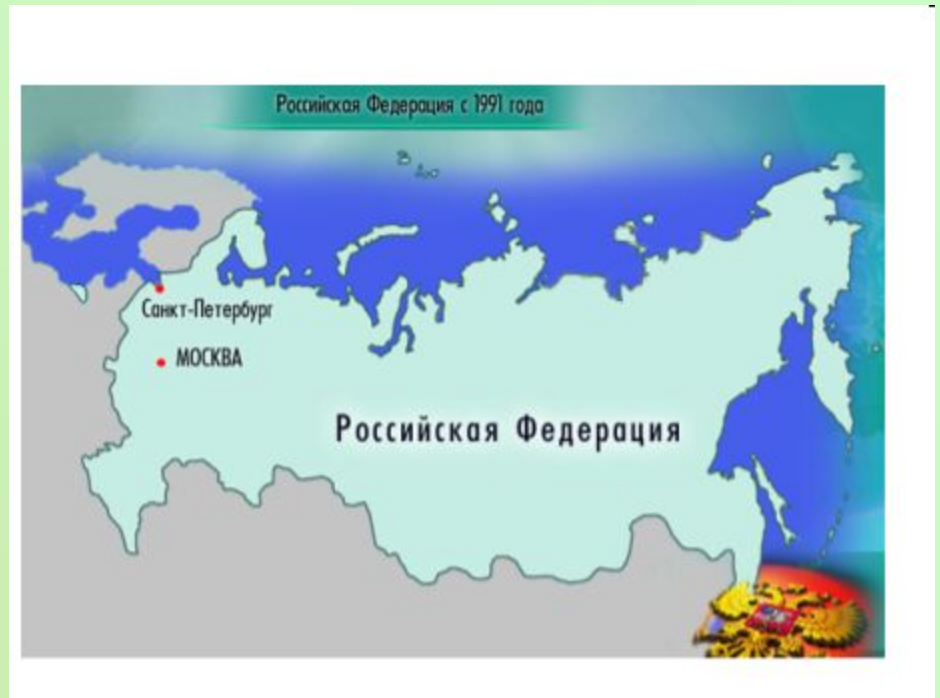 Российская Федерация с 1991 года
Санкт-Петербург
МОСКВА
Российская Федерация